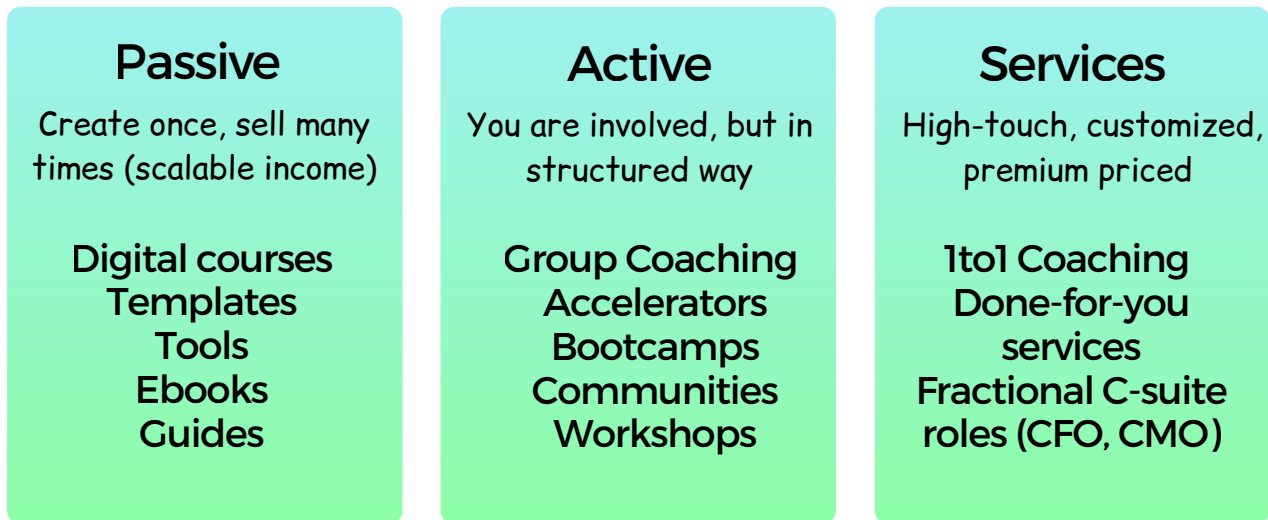 Passive
Create once, sell many
times (scalable income)
Digital courses
Templates
Tools
Ebooks
Guides
Active
You are involved, but in
structured way
Group Coaching
Accelerators
Bootcamps
Communities
Workshops
Services
High-touch, customized,
premium priced
1to1 Coaching
Done-for-you
services
Fractional C-suite
roles (CFO, CMO)